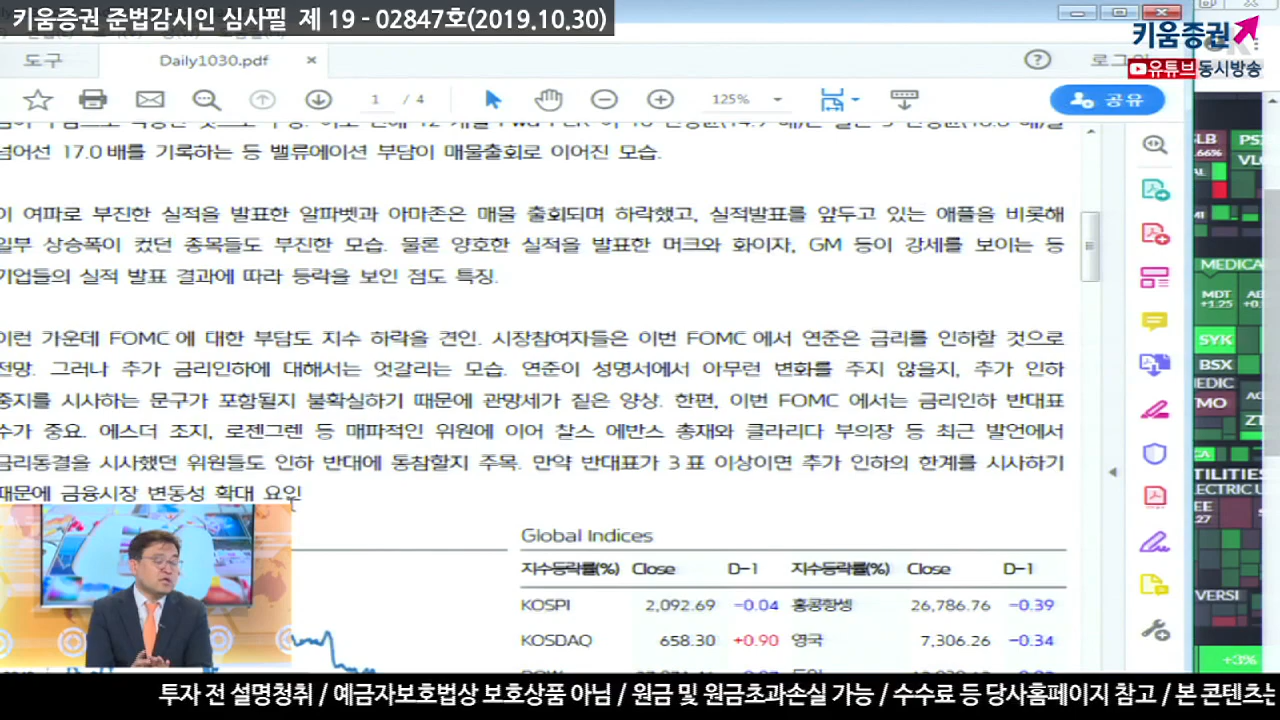 키움증권 준법감시인 심사필 제 19 - 02847호(2019.10.30)
키움증권
유튜브동시방송
도구
Daily1030.pdf
×
?
1 / 4
125%
공유
넘어선 17.0배를 기록하는 등 밸류에이션 부담이 매물출회로 이어진 모습.
이 여파로 부진한 실적을 발표한 알파벳과 아마존은 매물 출회되며 하락했고, 실적발표를 앞두고 있는 애플을 비롯해
일부 상승폭이 컸던 종목들도 부진한 모습. 물론 양호한 실적을 발표한 머크와 화이자, GM 등이 강세를 보이는 등
기업들의 실적 발표 결과에 따라 등락을 보인 점도 특징.
이런 가운데 FOMC 에 대한 부담도 지수 하락을 견인. 시장참여자들은 이번 FOMC 에서 연준은 금리를 인하할 것으로
전망. 그러나 추가 금리인하에 대해서는 엇갈리는 모습. 연준이 성명서에서 아무런 변화를 주지 않을지, 추가 인하
중지를 시사하는 문구가 포함될지 불확실하기 때문에 관망세가 짙은 양상. 한편, 이번 FOMC 에서는 금리인하 반대표
수가 중요. 에스더 조지, 로젠그렌 등 매파적인 위원에 이어 찰스 에반스 총재와 클라리다 부의장 등 최근 발언에서
금리동결을 시사했던 위원들도 인하 반대에 동참할지 주목. 만약 반대표가 3 표 이상이면 추가 인하의 한계를 시사하기
때문에 금융시장 변동성 확대 요인
Global Indices
지수등락률(%) Close D-1 지수등락률(%) Close D-1
KOSPI 2,092.69 -0.04 홍콩항셍 26,786.76 -0.39
KOSDAQ 658.30 +0.90 영국 7,306.26 -0.34
MEDICA
MDT
+1.25
SYK
BSX
+3%
투자 전 설명청취 / 예금자보호법상 보호상품 아님 / 원금 및 원금초과손실 가능 / 수수료 등 당사홈페이지 참고 / 본 콘텐츠는